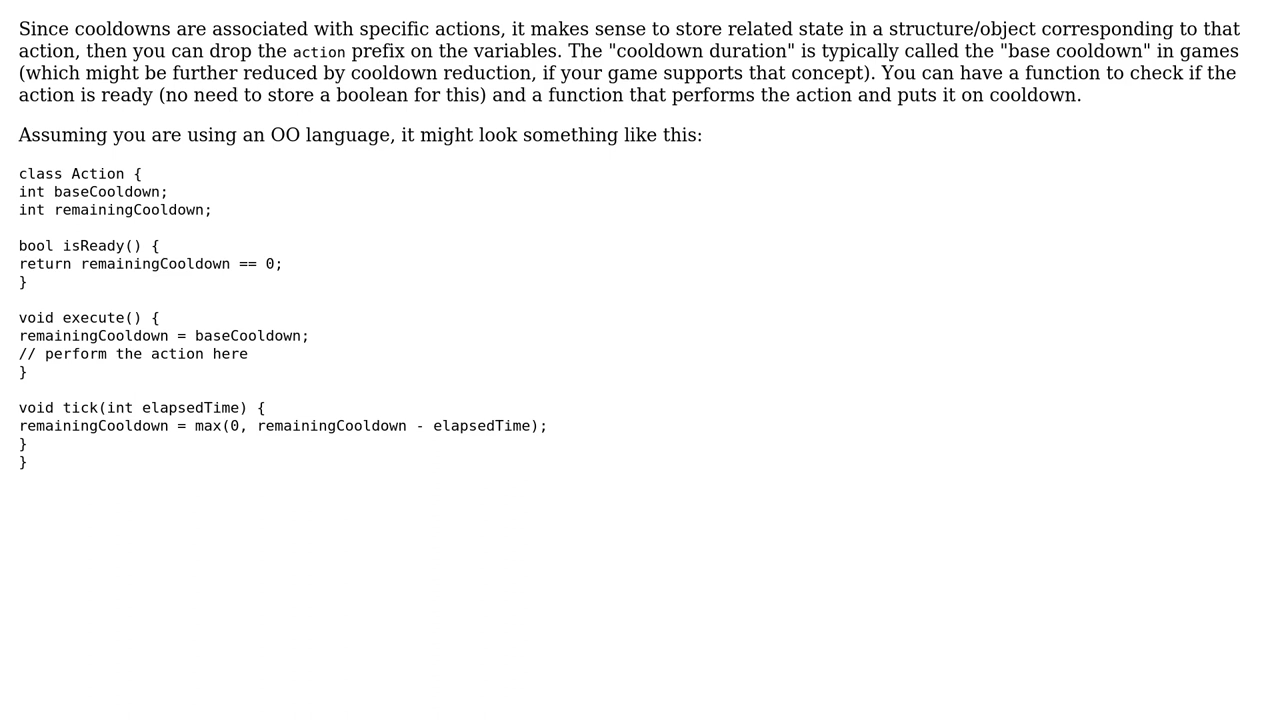 Since cooldowns are associated with specific actions, it makes sense to store related state in a structure/object corresponding to that
action, then you can drop the action prefix on the variables. The "cooldown duration" is typically called the "base cooldown" in games
(which might be further reduced by cooldown reduction, if your game supports that concept). You can have a function to check if the
action is ready (no need to store a boolean for this) and a function that performs the action and puts it on cooldown.
Assuming you are using an OO language, it might look something like this:
class Action {
int baseCooldown;
int remainingCooldown;
bool isReady() {
return remainingCooldown == 0;
}
void execute() {
remainingCooldown = baseCooldown;
// perform the action here
}
void tick(int elapsedTime) {
remainingCooldown = max(0, remainingCooldown - elapsedTime);
}
}